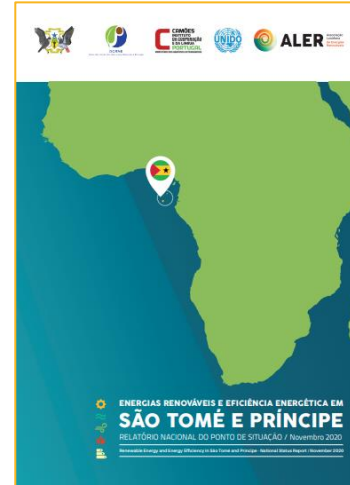 CAMÕES
INSTITUTO
DA COOPERAÇÃO
E DA LÍNGUA
PORTUGAL
UNIDO
ALER
ENERGIAS RENOVÁVEIS E EFICIÊNCIA ENERGÉTICA EM
SÃO TOMÉ E PRÍNCIPE
RELATÓRIO NACIONAL DO PONTO DE SITUAÇÃO / Novembro 2020
Renewable Energy and Energy Efficiency in São Tomé and Príncipe - National Status Report / November 2020